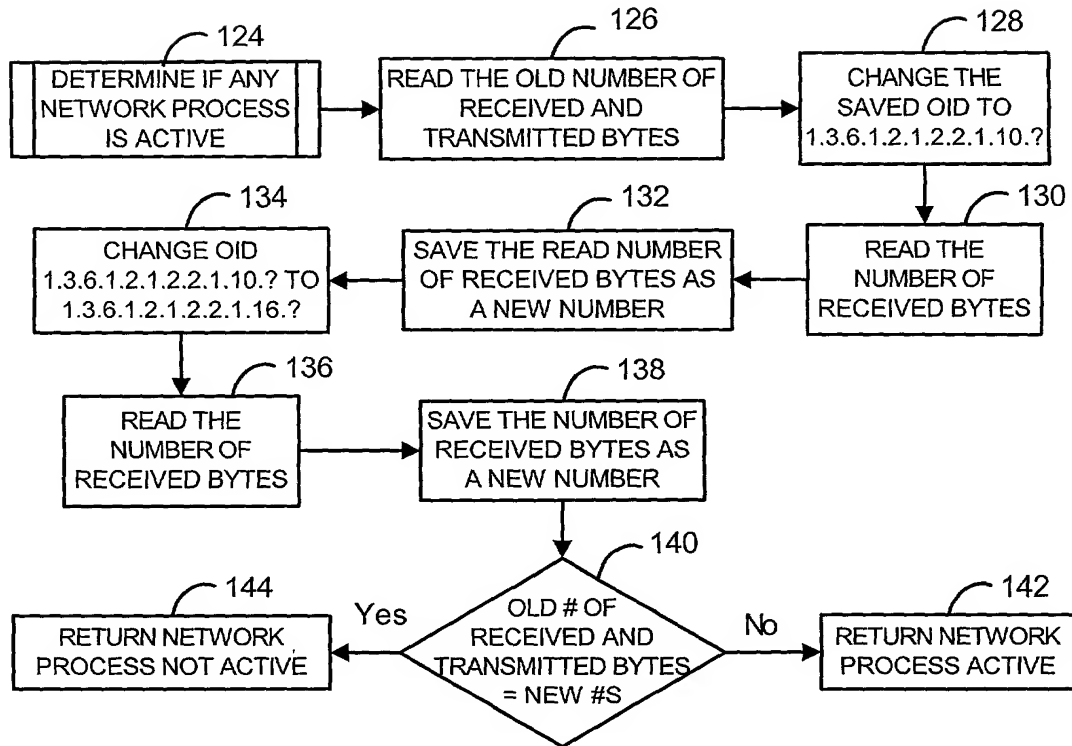 124
DETERMINE IF ANY
NETWORK PROCESS
IS ACTIVE
126
READ THE OLD NUMBER OF
RECEIVED AND
TRANSMITTED BYTES
128
CHANGE THE
SAVED OID TO
1.3.6.1.2.1.2.2.1.10.?
130
READ THE
NUMBER OF
RECEIVED BYTES
132
SAVE THE READ NUMBER
OF RECEIVED BYTES AS
A NEW NUMBER
134
CHANGE OID
1.3.6.1.2.1.2.2.1.10.? TO
1.3.6.1.2.1.2.2.1.16.?
136
READ THE
NUMBER OF
RECEIVED BYTES
138
SAVE THE NUMBER OF
RECEIVED BYTES AS
A NEW NUMBER
140
OLD # OF
RECEIVED AND
TRANSMITTED BYTES
= NEW #S
Yes
144
RETURN NETWORK
PROCESS NOT ACTIVE
No
142
RETURN NETWORK
PROCESS ACTIVE